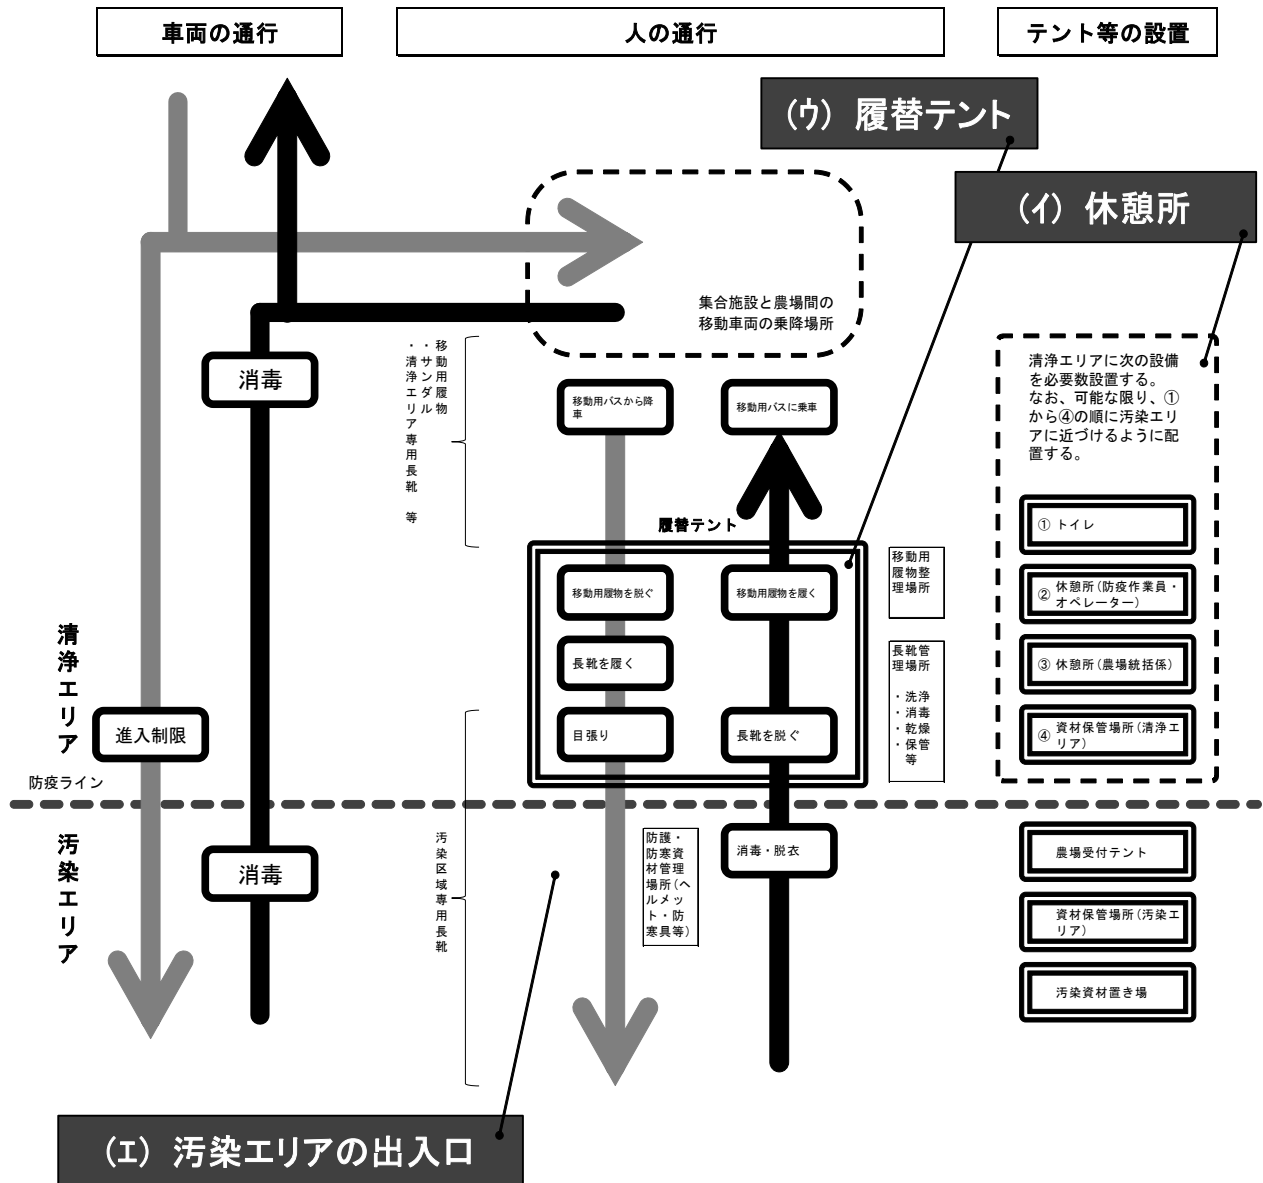 車両の通行
人の通行
テント等の設置
(ウ) 履替テント
(イ) 休憩所
集合施設と農場間の
移動車両の乗降場所
移動用履物
・サンダル
・清浄エリア専用長靴 等
消毒
移動用バスから降
車
移動用バスに乗車
清浄エリアに次の設備
を必要数設置する。
なお、可能な限り、①
から④の順に汚染エリ
アに近づけるように配
置する。
① トイレ
② 休憩所(防疫作業員・
オペレーター)
③ 休憩所(農場統括係)
④ 資材保管場所(清浄エ
リア)
履替テント
移動用履物を脱ぐ
移動用履物を履く
長靴を履く
目張り
長靴を脱ぐ
移動用
履物整
理場所
長靴管
理場所
・洗浄
・消毒
・乾燥
・保管
等
清浄エリア
進入制限
防疫ライン
汚染エリア
消毒
汚染区域専用長靴
防護・
防寒資
材管理
場所(ヘ
ルメッ
ト・防
寒具等)
消毒・脱衣
農場受付テント
資材保管場所(汚染エ
リア)
汚染資材置き場
(エ) 汚染エリアの出入口